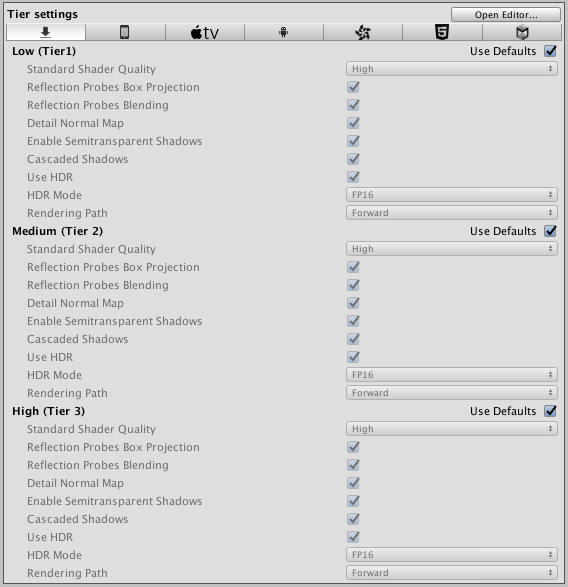 Tier settings Open Editor...
tv
Low (Tier1) Use Defaults
Standard Shader Quality High
Reflection Probes Box Projection
Reflection Probes Blending
Detail Normal Map
Enable Semitransparent Shadows
Cascaded Shadows
Use HDR
HDR Mode FP16
Rendering Path Forward
Medium (Tier 2) Use Defaults
Standard Shader Quality High
Reflection Probes Box Projection
Reflection Probes Blending
Detail Normal Map
Enable Semitransparent Shadows
Cascaded Shadows
Use HDR
HDR Mode FP16
Rendering Path Forward
High (Tier 3) Use Defaults
Standard Shader Quality High
Reflection Probes Box Projection
Reflection Probes Blending
Detail Normal Map
Enable Semitransparent Shadows
Cascaded Shadows
Use HDR
HDR Mode FP16
Rendering Path Forward